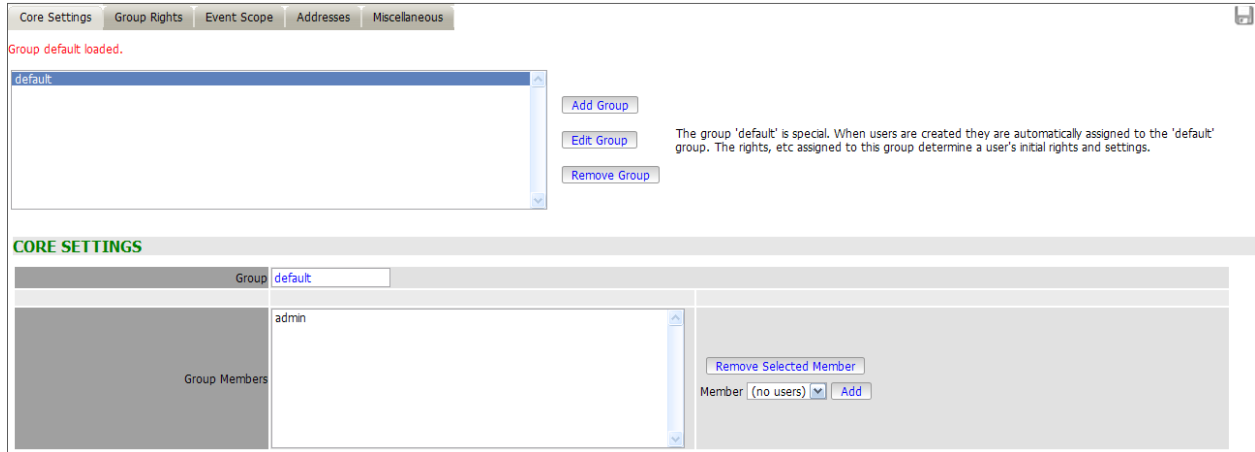 Core Settings Group Rights Event Scope Addresses Miscellaneous
Group default loaded.
default
Add Group
Edit Group
Remove Group
The group 'default' is special. When users are created they are automatically assigned to the 'default'
group. The rights, etc assigned to this group determine a user's initial rights and settings.
CORE SETTINGS
Group default
Group Members
admin
Remove Selected Member
Member (no users) Add